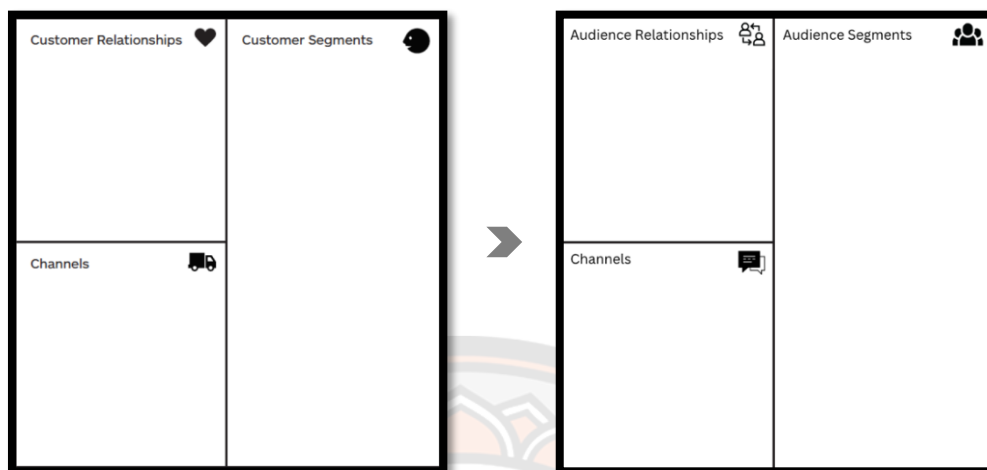 Customer Relationships
Customer Segments
Channels
Audience Relationships
Audience Segments
Channels